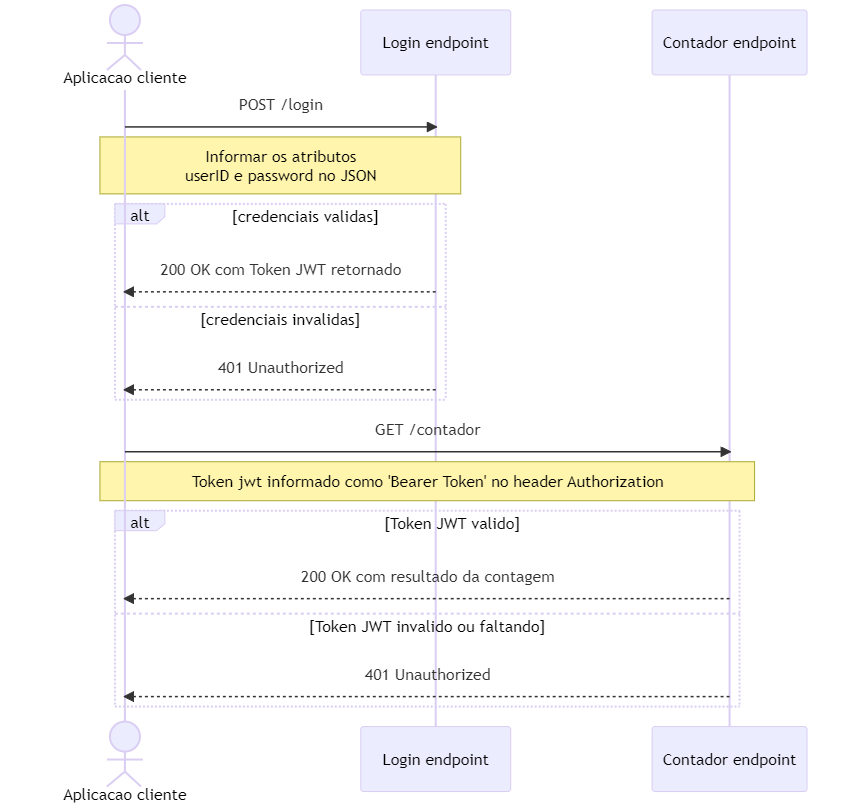 Aplicacao cliente
Login endpoint
Contador endpoint
POST /login
Informar os atributos
userID e password no JSON
alt
[credenciais validas]
200 OK com Token JWT retornado
[credenciais invalidas]
401 Unauthorized
GET /contador
Token jwt informado como 'Bearer Token' no header Authorization
alt
[Token JWT valido]
200 OK com resultado da contagem
[Token JWT invalido ou faltando]
401 Unauthorized
Aplicacao cliente
Login endpoint
Contador endpoint